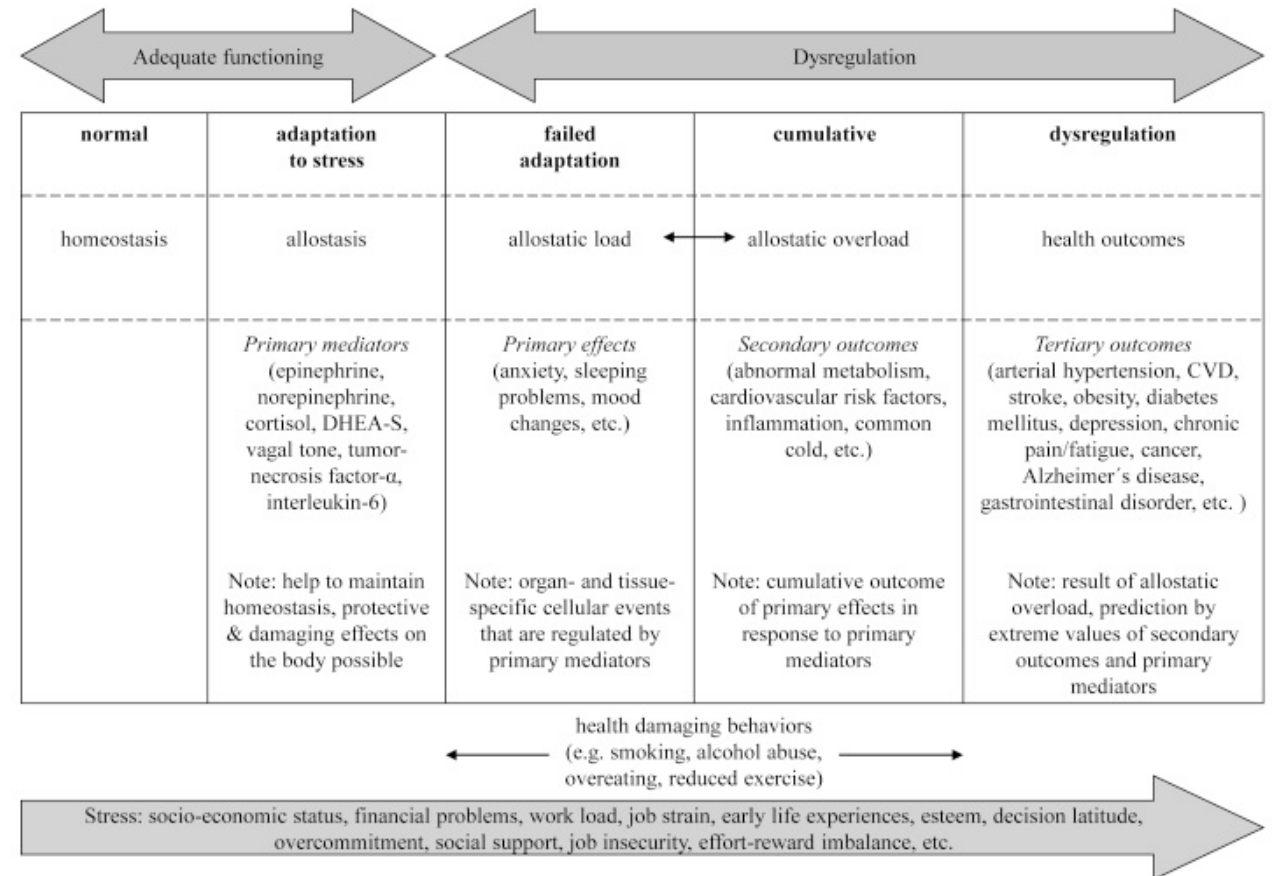 Adequate functioning
Dysregulation
normal
adaptation
to stress
failed
adaptation
cumulative
dysregulation
homeostasis
allostasis
allostatic load
allostatic overload
health outcomes
Primary mediators
(epinephrine,
norepinephrine,
cortisol, DHEA-S,
vagal tone, tumor-
necrosis factor-α,
interleukin-6)
Note: help to maintain
homeostasis, protective
& damaging effects on
the body possible
Primary effects
(anxiety, sleeping
problems, mood
changes, etc.)
Note: organ- and tissue-
specific cellular events
that are regulated by
primary mediators
Secondary outcomes
(abnormal metabolism,
cardiovascular risk factors,
inflammation, common
cold, etc.)
Note: cumulative outcome
of primary effects in
response to primary
mediators
Tertiary outcomes
(arterial hypertension, CVD,
stroke, obesity, diabetes
mellitus, depression, chronic
pain/fatigue, cancer,
Alzheimer´s disease,
gastrointestinal disorder, etc. )
Note: result of allostatic
overload, prediction by
extreme values of secondary
outcomes and primary
mediators
health damaging behaviors
(e.g. smoking, alcohol abuse,
overeating, reduced exercise)
Stress: socio-economic status, financial problems, work load, job strain, early life experiences, esteem, decision latitude,
overcommitment, social support, job insecurity, effort-reward imbalance, etc.